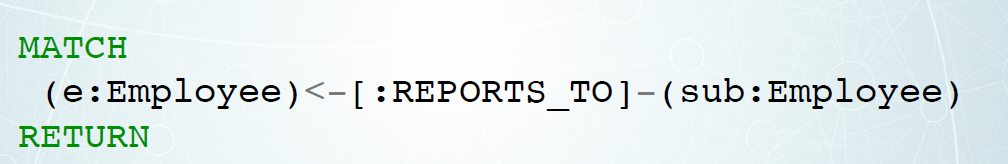 MATCH
(e:Employee)<-[:REPORTS_TO]-(sub:Employee)
RETURN